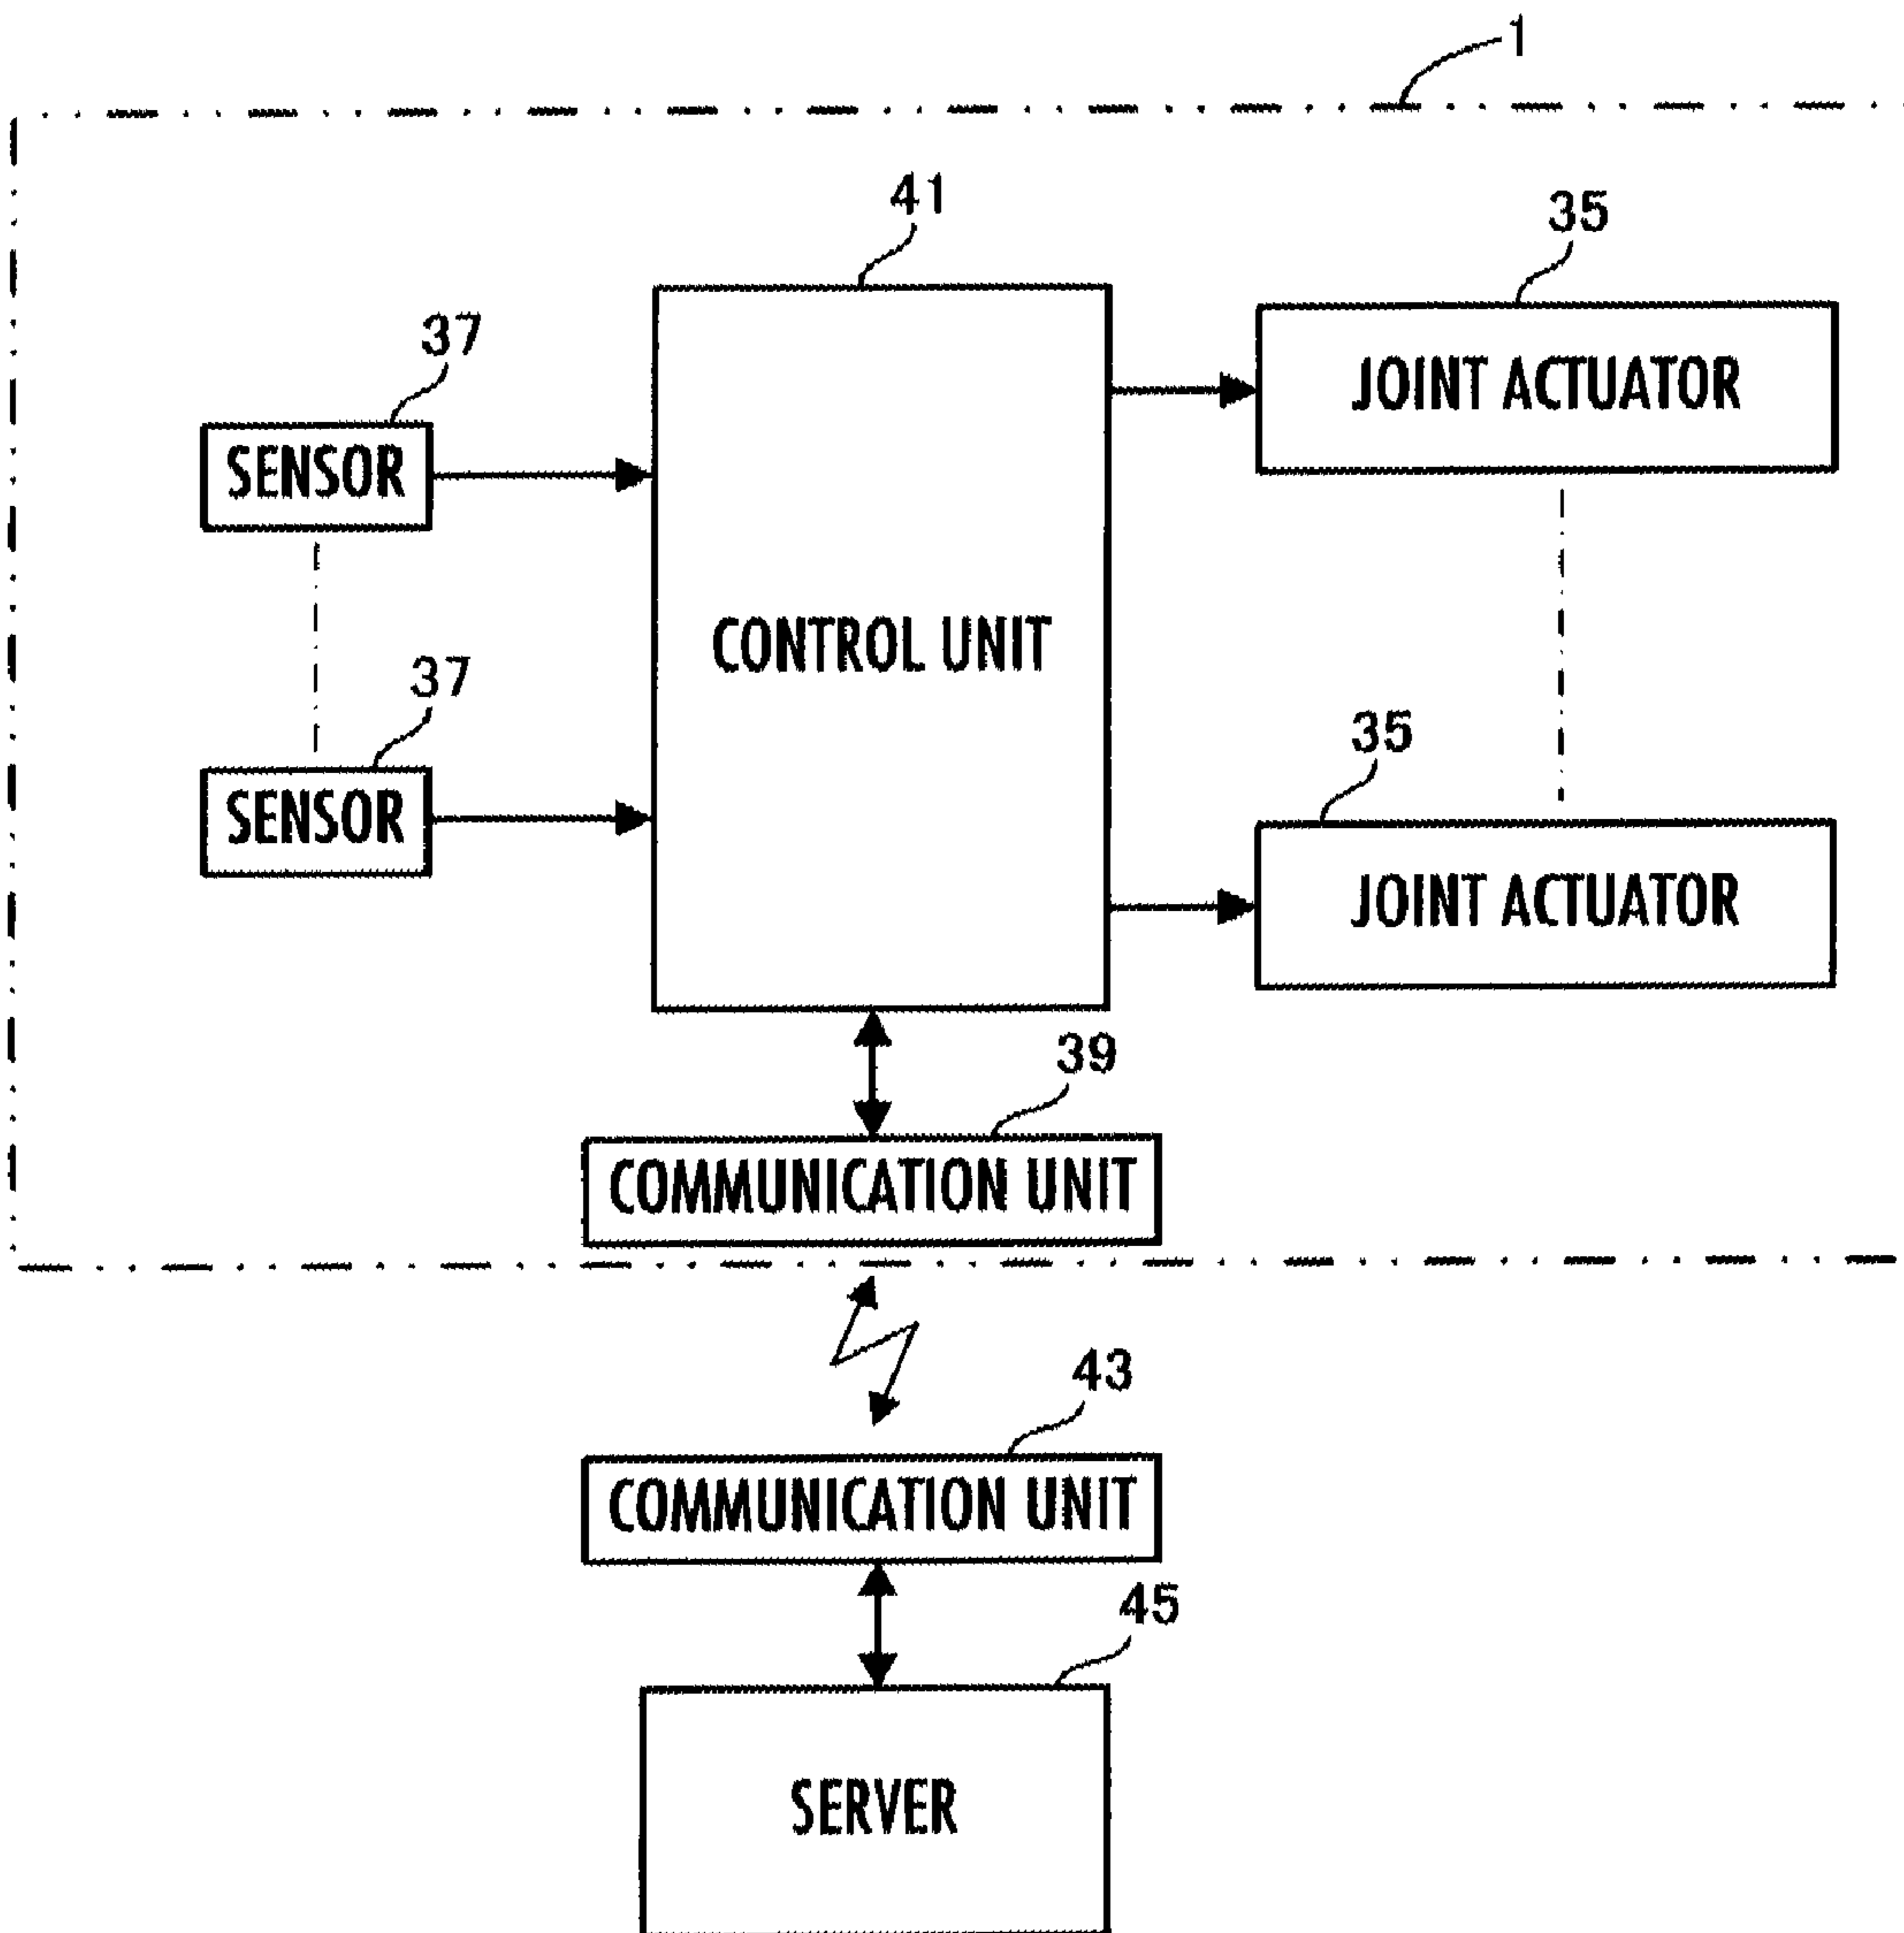 1
41
35
37
JOINT ACTUATOR
SENSOR
CONTROL UNIT
37
35
SENSOR
JOINT ACTUATOR
39
COMMUNICATION UNIT
43
COMMUNICATION UNIT
45
SERVER